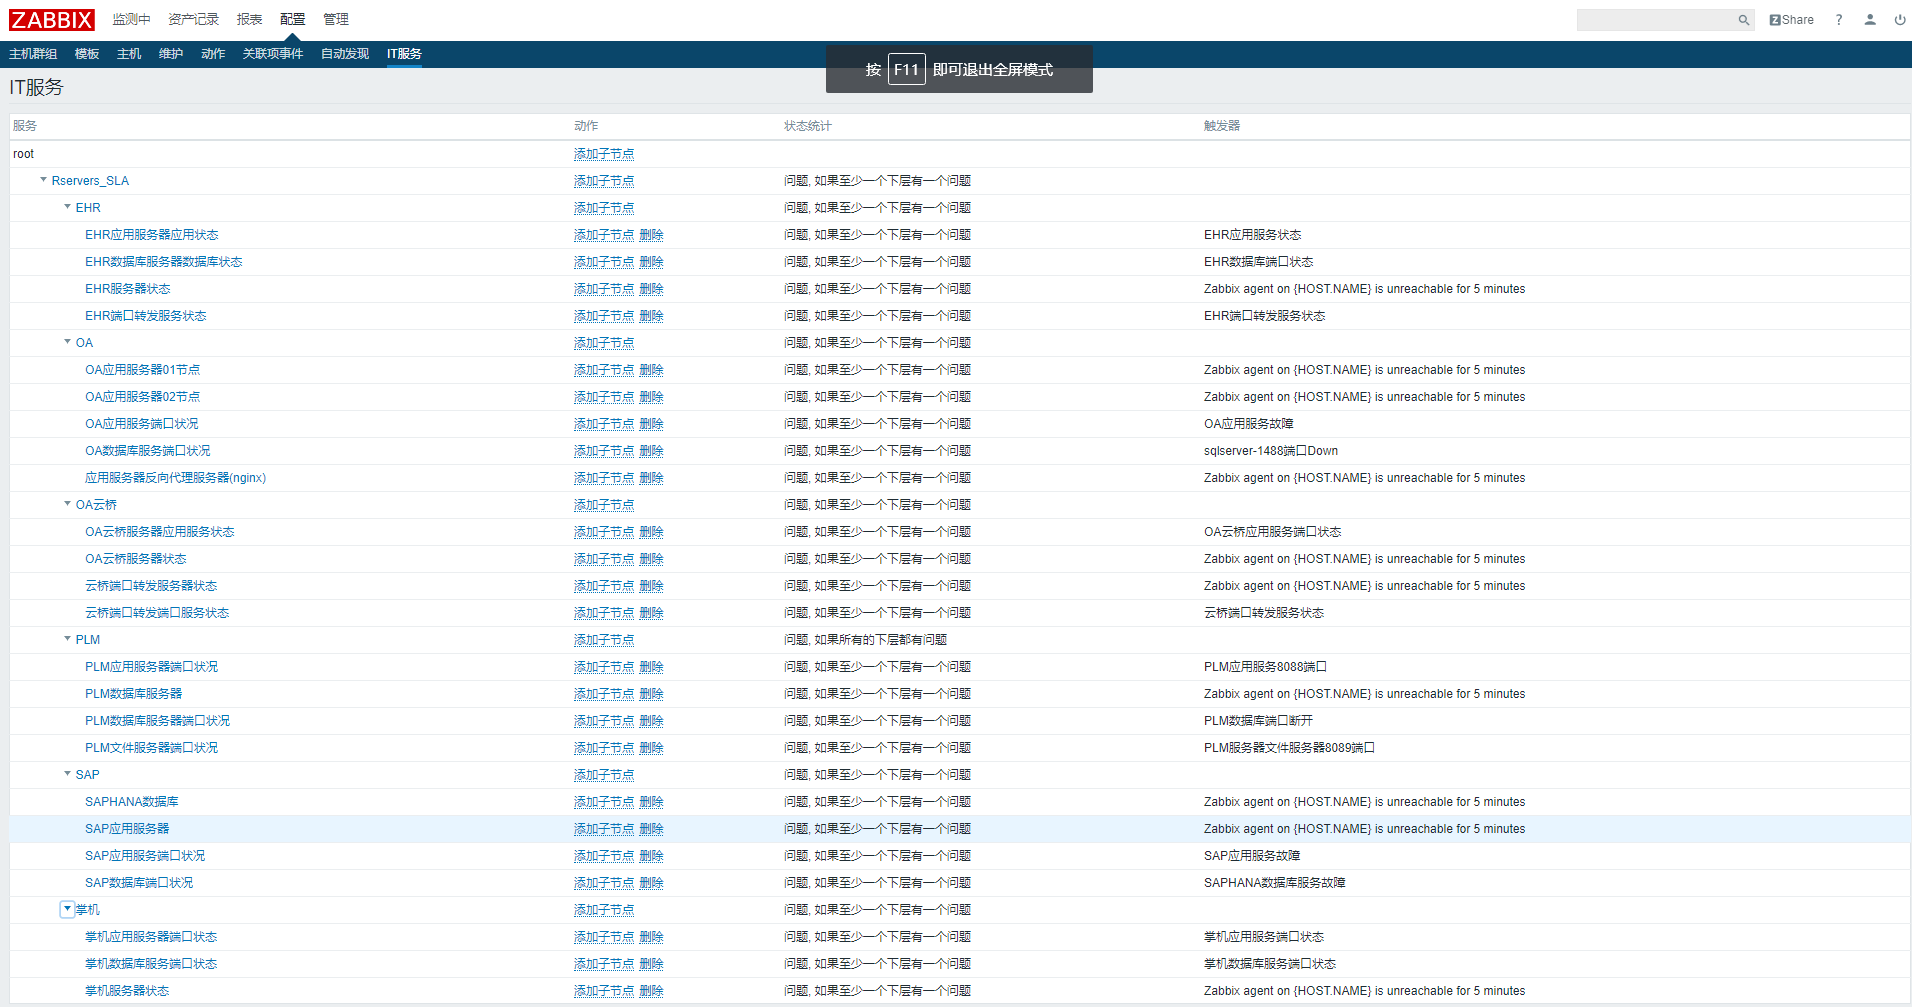 ZABBIX 监测中 资产记录 报表 配置 管理 Z Share ?
主机群组 模板 主机 维护 动作 关联项事件 自动发现 IT服务
按 F11 即可退出全屏模式
IT服务
服务 动作 状态统计 触发器
root 添加子节点
Rservers_SLA 添加子节点 问题, 如果至少一个下层有一个问题
EHR 添加子节点 问题, 如果至少一个下层有一个问题
EHR应用服务器应用状态 添加子节点 删除 问题, 如果至少一个下层有一个问题 EHR应用服务状态
EHR数据库服务器数据库状态 添加子节点 删除 问题, 如果至少一个下层有一个问题 EHR数据库端口状态
EHR服务器状态 添加子节点 删除 问题, 如果至少一个下层有一个问题 Zabbix agent on {HOST.NAME} is unreachable for 5 minutes
EHR端口转发服务状态 添加子节点 删除 问题, 如果至少一个下层有一个问题 EHR端口转发服务状态
OA 添加子节点 问题, 如果至少一个下层有一个问题
OA应用服务器01节点 添加子节点 删除 问题, 如果至少一个下层有一个问题 Zabbix agent on {HOST.NAME} is unreachable for 5 minutes
OA应用服务器02节点 添加子节点 删除 问题, 如果至少一个下层有一个问题 Zabbix agent on {HOST.NAME} is unreachable for 5 minutes
OA应用服务端口状况 添加子节点 删除 问题, 如果至少一个下层有一个问题 OA应用服务故障
OA数据库服务端口状况 添加子节点 删除 问题, 如果至少一个下层有一个问题 sqlserver-1488端口Down
应用服务器反向代理服务器(nginx) 添加子节点 删除 问题, 如果至少一个下层有一个问题 Zabbix agent on {HOST.NAME} is unreachable for 5 minutes
OA云桥 添加子节点 问题, 如果至少一个下层有一个问题
OA云桥服务器应用服务状态 添加子节点 删除 问题, 如果至少一个下层有一个问题 OA云桥应用服务端口状态
OA云桥服务器状态 添加子节点 删除 问题, 如果至少一个下层有一个问题 Zabbix agent on {HOST.NAME} is unreachable for 5 minutes
云桥端口转发服务器状态 添加子节点 删除 问题, 如果至少一个下层有一个问题 Zabbix agent on {HOST.NAME} is unreachable for 5 minutes
云桥端口转发端口服务状态 添加子节点 删除 问题, 如果至少一个下层有一个问题 云桥端口转发服务状态
PLM 添加子节点 问题, 如果所有的下层都有问题
PLM应用服务器端口状况 添加子节点 删除 问题, 如果至少一个下层有一个问题 PLM应用服务8088端口
PLM数据库服务器 添加子节点 删除 问题, 如果至少一个下层有一个问题 Zabbix agent on {HOST.NAME} is unreachable for 5 minutes
PLM数据库服务器端口状况 添加子节点 删除 问题, 如果至少一个下层有一个问题 PLM数据库端口断开
PLM文件服务器端口状况 添加子节点 删除 问题, 如果至少一个下层有一个问题 PLM服务器文件服务器8089端口
SAP 添加子节点 问题, 如果至少一个下层有一个问题
SAPHANA数据库 添加子节点 删除 问题, 如果至少一个下层有一个问题 Zabbix agent on {HOST.NAME} is unreachable for 5 minutes
SAP应用服务器 添加子节点 删除 问题, 如果至少一个下层有一个问题 Zabbix agent on {HOST.NAME} is unreachable for 5 minutes
SAP应用服务端口状况 添加子节点 删除 问题, 如果至少一个下层有一个问题 SAP应用服务故障
SAP数据库端口状况 添加子节点 删除 问题, 如果至少一个下层有一个问题 SAPHANA数据库服务故障
掌机 添加子节点 问题, 如果至少一个下层有一个问题
掌机应用服务器端口状态 添加子节点 删除 问题, 如果至少一个下层有一个问题 掌机应用服务端口状态
掌机数据库服务端口状态 添加子节点 删除 问题, 如果至少一个下层有一个问题 掌机数据库服务端口状态
掌机服务器状态 添加子节点 删除 问题, 如果至少一个下层有一个问题 Zabbix agent on {HOST.NAME} is unreachable for 5 minutes